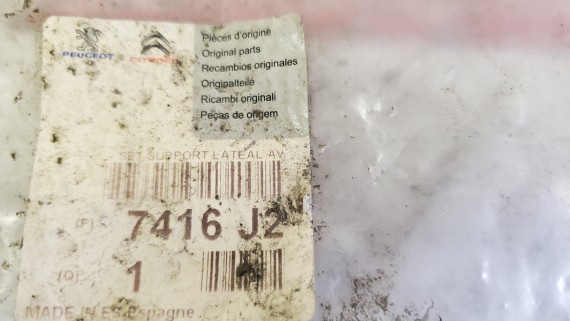 PEUGEOT CITROËN
Pièces d'origine
Original parts
Recambios originales
Originalteile
Ricambi originali
Peças de origem
SET SUPPORT LATEAL AV
(P) 7416 J2
(Q) 1
MADE IN ES-Espagne